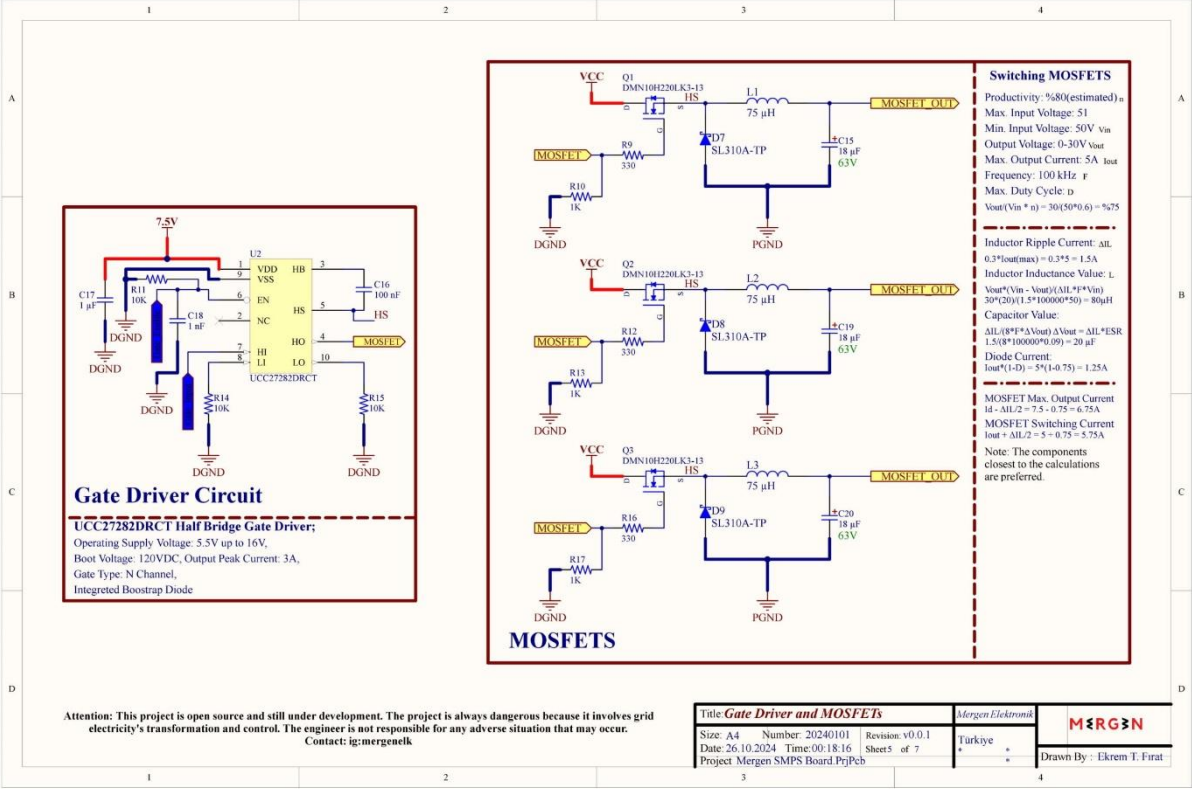 1 2 3 4
A
B
C
D
7.5V
U2
VDD
VSS
EN
NC
HI
LI
HB
HS
HO
LO
1
9
6
2
7
8
3
5
4
10
UCC27282DRCT
C17
1 µF
R11
10K
C18
1 nF
C16
100 nF
HS
MOSFET
R14
10K
R15
10K
DGND
DGND
DGND
DGND
DGND
Gate Driver Circuit
UCC27282DRCT Half Bridge Gate Driver;
Operating Supply Voltage: 5.5V up to 16V,
Boot Voltage: 120VDC, Output Peak Current: 3A,
Gate Type: N Channel,
Integreted Boostrap Diode
VCC
Q1
DMN10H220LK3-13
D
S
G
HS
L1
75 µH
MOSFET_OUT
D7
SL310A-TP
C15
18 µF
63V
MOSFET
R9
330
R10
1K
DGND
PGND
VCC
Q2
DMN10H220LK3-13
D
S
G
HS
L2
75 µH
MOSFET_OUT
D8
SL310A-TP
C19
18 µF
63V
MOSFET
R12
330
R13
1K
DGND
PGND
VCC
Q3
DMN10H220LK3-13
D
S
G
HS
L3
75 µH
MOSFET_OUT
D9
SL310A-TP
C20
18 µF
63V
MOSFET
R16
330
R17
1K
DGND
PGND
MOSFETS
Switching MOSFETS
Productivity: %80(estimated) n
Max. Input Voltage: 51
Min. Input Voltage: 50V Vin
Output Voltage: 0-30V Vout
Max. Output Current: 5A Iout
Frequency: 100 kHz F
Max. Duty Cycle: D
Vout/(Vin * n) = 30/(50*0.6) = %75
Inductor Ripple Current: ΔIL
0.3*Iout(max) = 0.3*5 = 1.5A
Inductor Inductance Value: L
Vout*(Vin - Vout)/(ΔIL*F*Vin)
30*(20)/(1.5*100000*50) = 80µH
Capacitor Value:
ΔIL/(8*F*ΔVout) ΔVout = ΔIL*ESR
1.5/(8*100000*0.09) = 20 µF
Diode Current:
Iout*(1-D) = 5*(1-0.75) = 1.25A
MOSFET Max. Output Current
Id - ΔIL/2 = 7.5 - 0.75 = 6.75A
MOSFET Switching Current
Iout + ΔIL/2 = 5 + 0.75 = 5.75A
Note: The components
closest to the calculations
are preferred.
Attention: This project is open source and still under development. The project is always dangerous because it involves grid
electricity's transformation and control. The engineer is not responsible for any adverse situation that may occur.
Contact: ig:mergenelk
Title: Gate Driver and MOSFETs
Size: A4 Number: 20240101 Revision: v0.0.1
Date: 26.10.2024 Time: 00:18:16 Sheet 5 of 7
Project Mergen SMPS Board.PrjPcb
Mergen Elektronik
Türkiye
* *
*
MERGEN
Drawn By : Ekrem T. Fırat
A
B
C
D
1 2 3 4